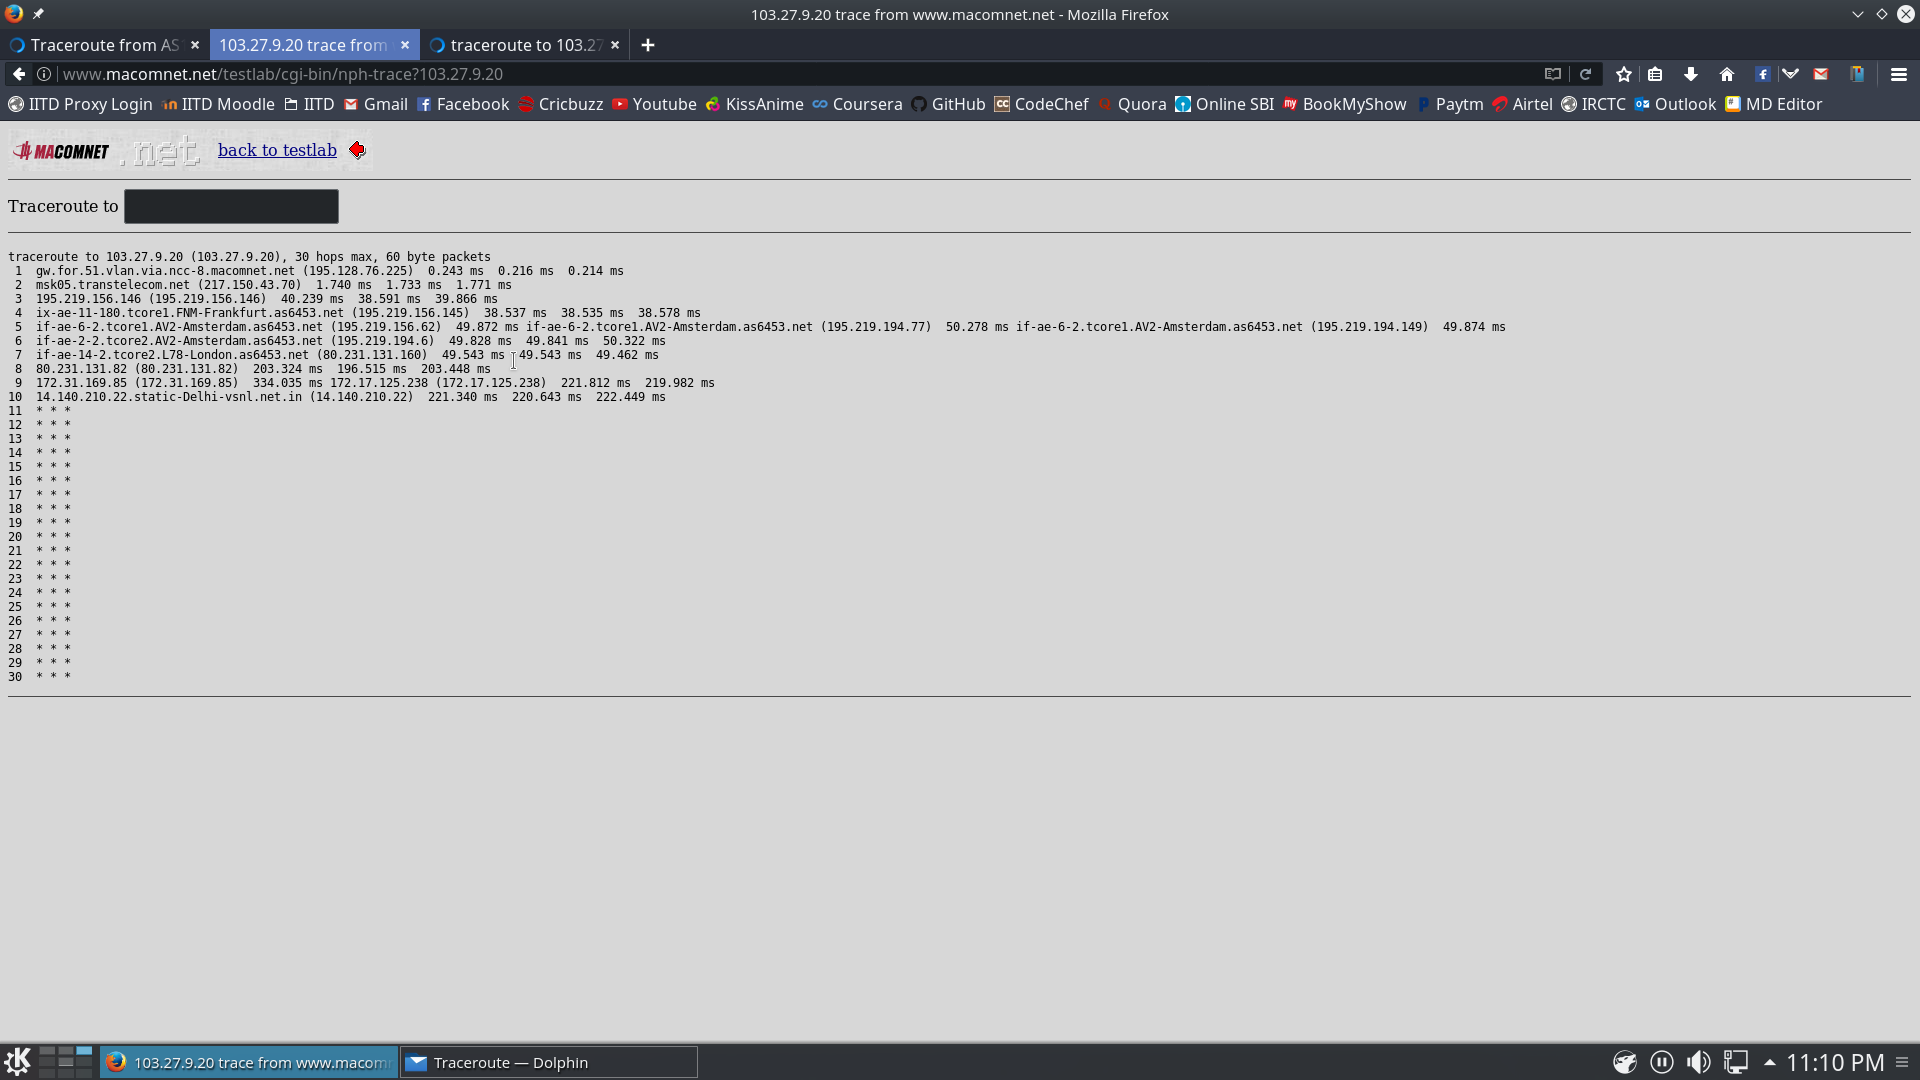 103.27.9.20 trace from www.macomnet.net - Mozilla Firefox
Traceroute from AS
103.27.9.20 trace from
traceroute to 103.27
www.macomnet.net/testlab/cgi-bin/nph-trace?103.27.9.20
IITD Proxy Login IITD Moodle IITD Gmail Facebook Cricbuzz Youtube KissAnime Coursera GitHub CodeChef Quora Online SBI BookMyShow Paytm Airtel IRCTC Outlook MD Editor
MACOMNET .net back to testlab
Traceroute to
traceroute to 103.27.9.20 (103.27.9.20), 30 hops max, 60 byte packets
1 gw.for.51.vlan.via.ncc-8.macomnet.net (195.128.76.225) 0.243 ms 0.216 ms 0.214 ms
2 msk05.transtelecom.net (217.150.43.70) 1.740 ms 1.733 ms 1.771 ms
3 195.219.156.146 (195.219.156.146) 40.239 ms 38.591 ms 39.866 ms
4 ix-ae-11-180.tcore1.FNM-Frankfurt.as6453.net (195.219.156.145) 38.537 ms 38.535 ms 38.578 ms
5 if-ae-6-2.tcore1.AV2-Amsterdam.as6453.net (195.219.156.62) 49.872 ms if-ae-6-2.tcore1.AV2-Amsterdam.as6453.net (195.219.194.77) 50.278 ms if-ae-6-2.tcore1.AV2-Amsterdam.as6453.net (195.219.194.149) 49.874 ms
6 if-ae-2-2.tcore2.AV2-Amsterdam.as6453.net (195.219.194.6) 49.828 ms 49.841 ms 50.322 ms
7 if-ae-14-2.tcore2.L78-London.as6453.net (80.231.131.160) 49.543 ms 49.543 ms 49.462 ms
8 80.231.131.82 (80.231.131.82) 203.324 ms 196.515 ms 203.448 ms
9 172.31.169.85 (172.31.169.85) 334.035 ms 172.17.125.238 (172.17.125.238) 221.812 ms 219.982 ms
10 14.140.210.22.static-Delhi-vsnl.net.in (14.140.210.22) 221.340 ms 220.643 ms 222.449 ms
11 * * *
12 * * *
13 * * *
14 * * *
15 * * *
16 * * *
17 * * *
18 * * *
19 * * *
20 * * *
21 * * *
22 * * *
23 * * *
24 * * *
25 * * *
26 * * *
27 * * *
28 * * *
29 * * *
30 * * *
103.27.9.20 trace from www.macomn
Traceroute — Dolphin
11:10 PM